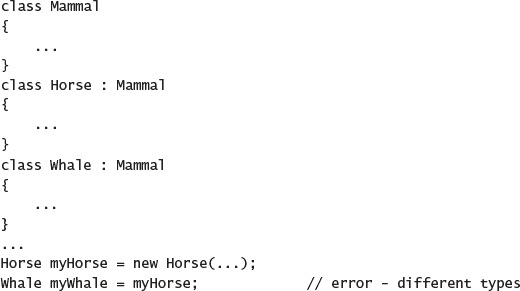 class Mammal
{
    ...
}
class Horse : Mammal
{
    ...
}
class Whale : Mammal
{
    ...
}
...
Horse myHorse = new Horse(...);
Whale myWhale = myHorse;             // error - different types